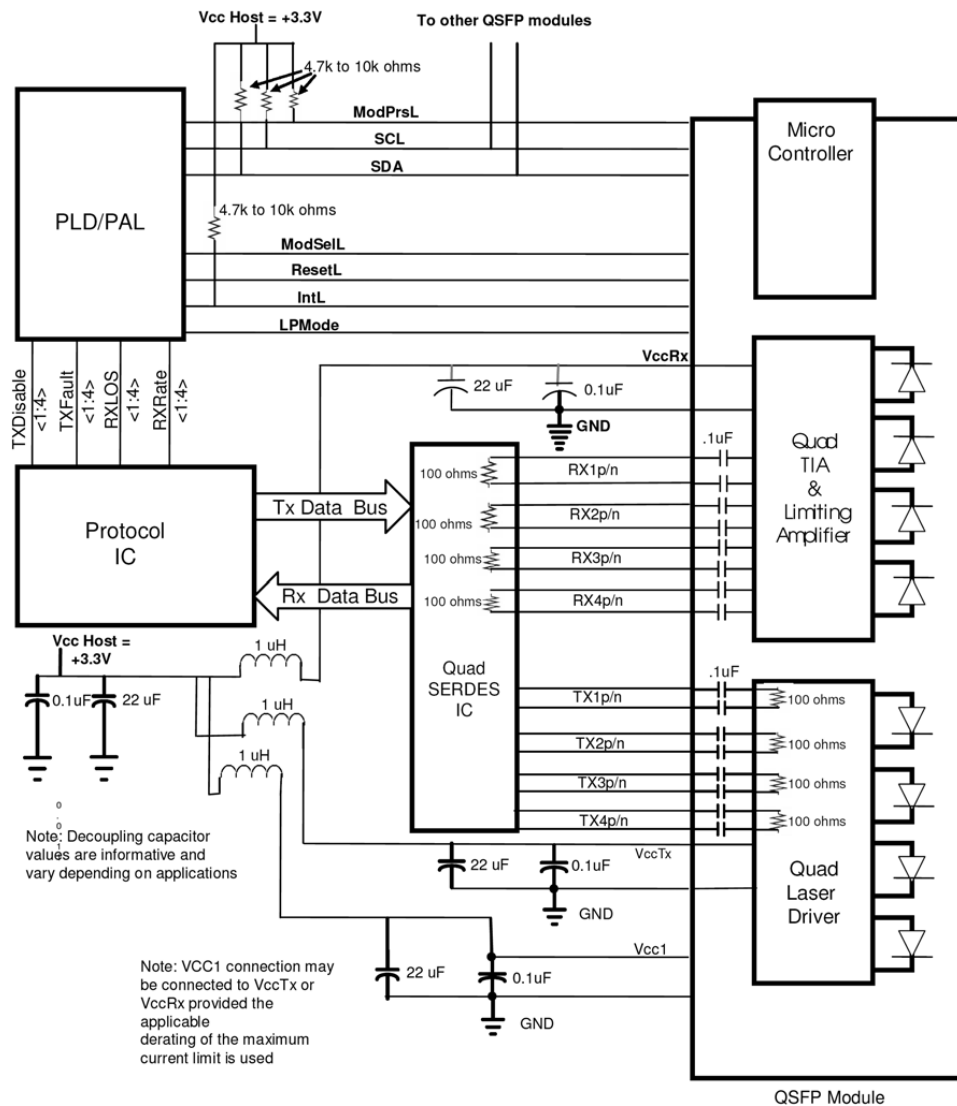 Vcc Host = +3.3V
To other QSFP modules
4.7k to 10k ohms
ModPrsL
SCL
SDA
Micro
Controller
PLD/PAL
4.7k to 10k ohms
ModSelL
ResetL
IntL
LPMode
TXDisable
<1:4>
TXFault
<1:4>
RXLOS
<1:4>
RXRate
<1:4>
VccRx
22 uF
0.1uF
GND
Protocol
IC
Tx Data Bus
Rx Data Bus
100 ohms
100 ohms
100 ohms
100 ohms
RX1p/n
RX2p/n
RX3p/n
RX4p/n
.1uF
Quad
TIA
&
Limiting
Amplifier
Vcc Host =
+3.3V
0.1uF
22 uF
1 uH
1 uH
1 uH
Quad
SERDES
IC
TX1p/n
TX2p/n
TX3p/n
TX4p/n
.1uF
100 ohms
100 ohms
100 ohms
100 ohms
Quad
Laser
Driver
0.01
Note: Decoupling capacitor
values are informative and
vary depending on applications
VccTx
22 uF
0.1uF
GND
Note: VCC1 connection may
be connected to VccTx or
VccRx provided the
applicable
derating of the maximum
current limit is used
Vcc1
22 uF
0.1uF
GND
QSFP Module